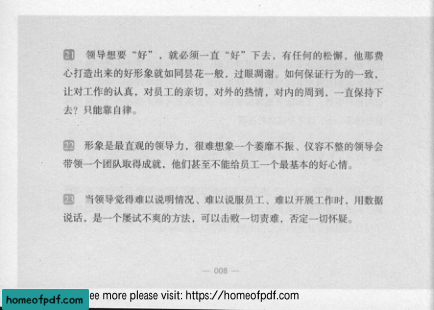 21 领导想要“好”，就必须一直“好”下去，有任何的松懈，他那费
心打造出来的好形象就如同昙花一般，过眼凋谢。如何保证行为的一致，
让对工作的认真，对员工的亲切，对外的热情，对内的周到，一直保持下
去？只能靠自律。
22 形象是最直观的领导力，很难想象一个萎靡不振、仪容不整的领导会
带领一个团队取得成就，他们甚至不能给员工一个最基本的好心情。
23 当领导觉得难以说明情况、难以说服员工、难以开展工作时，用数据
说话，是一个屡试不爽的方法，可以击败一切责难，否定一切怀疑。
— 008 —
homeofpdf.com
ee more please visit: https://homeofpdf.com